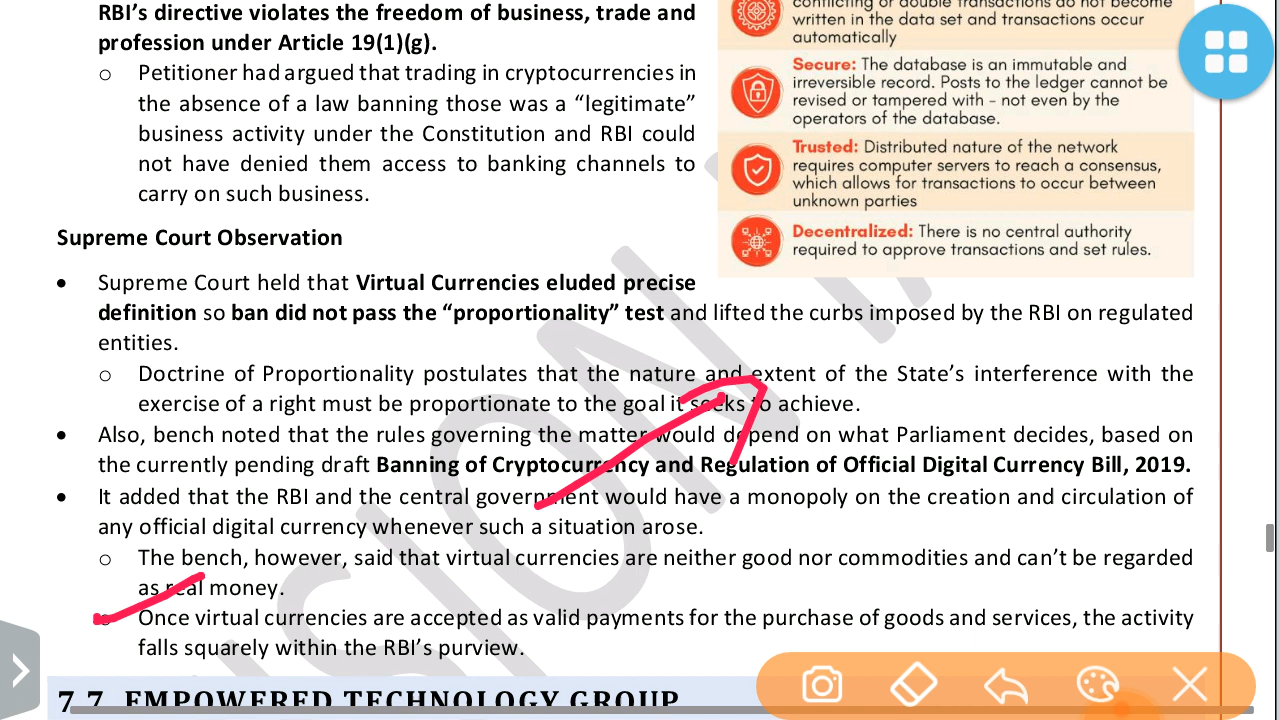 RBI’s directive violates the freedom of business, trade and
profession under Article 19(1)(g).
o Petitioner had argued that trading in cryptocurrencies in
the absence of a law banning those was a “legitimate”
business activity under the Constitution and RBI could
not have denied them access to banking channels to
carry on such business.
conflicting or double transactions do not become
written in the data set and transactions occur
automatically
Secure: The database is an immutable and
irreversible record. Posts to the ledger cannot be
revised or tampered with - not even by the
operators of the database.
Trusted: Distributed nature of the network
requires computer servers to reach a consensus,
which allows for transactions to occur between
unknown parties
Decentralized: There is no central authority
required to approve transactions and set rules.
Supreme Court Observation
• Supreme Court held that Virtual Currencies eluded precise
definition so ban did not pass the “proportionality” test and lifted the curbs imposed by the RBI on regulated
entities.
o Doctrine of Proportionality postulates that the nature and extent of the State’s interference with the
exercise of a right must be proportionate to the goal it seeks to achieve.
• Also, bench noted that the rules governing the matter would depend on what Parliament decides, based on
the currently pending draft Banning of Cryptocurrency and Regulation of Official Digital Currency Bill, 2019.
• It added that the RBI and the central government would have a monopoly on the creation and circulation of
any official digital currency whenever such a situation arose.
o The bench, however, said that virtual currencies are neither good nor commodities and can’t be regarded
as real money.
o Once virtual currencies are accepted as valid payments for the purchase of goods and services, the activity
falls squarely within the RBI’s purview.
7.7. EMPOWERED TECHNOLOGY GROUP